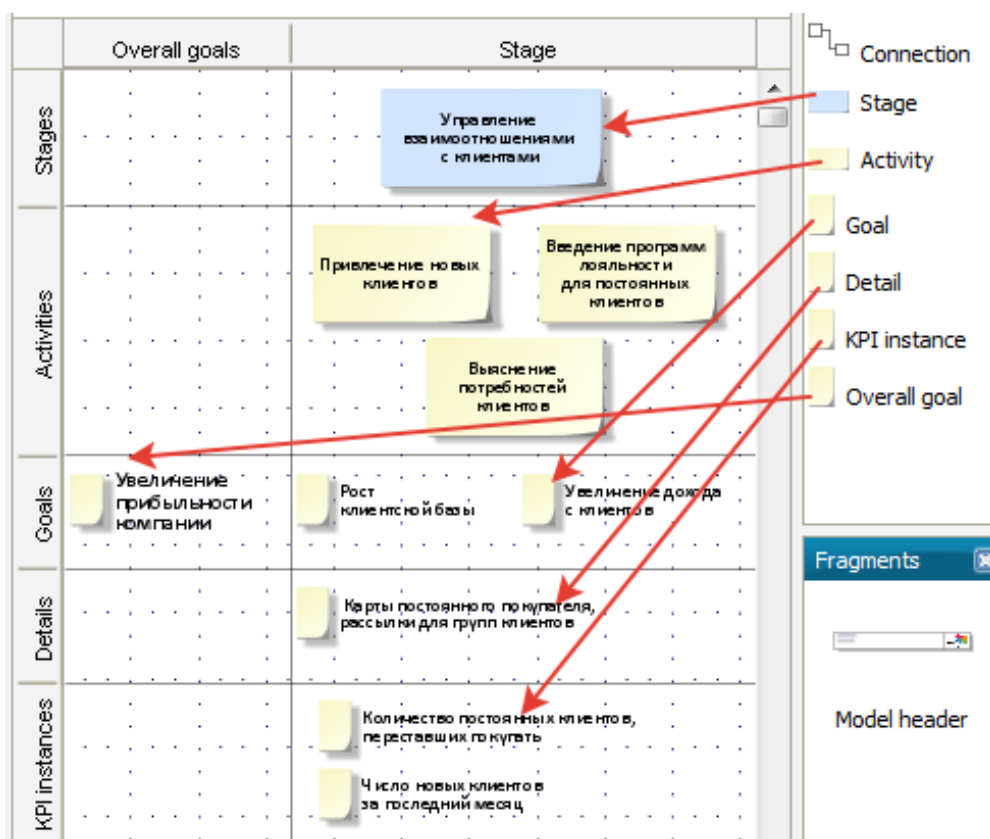 Overall goals
Stage
Stages
Управление
взаимоотношениями
с клиентами
Activities
Привлечение новых
клиентов
Введение программ
лояльности
для постоянных
клиентов
Выяснение
потребностей
клиентов
Goals
Увеличение
прибыльности
компании
Рост
клиентской базы
Увеличение дохода
с клиентов
Details
Карты постоянного покупателя,
рассылки для групп клиентов
KPI instances
Количество постоянных клиентов,
переставших покупать
Число новых клиентов
за последний месяц
Connection
Stage
Activity
Goal
Detail
KPI instance
Overall goal
Fragments
Model header